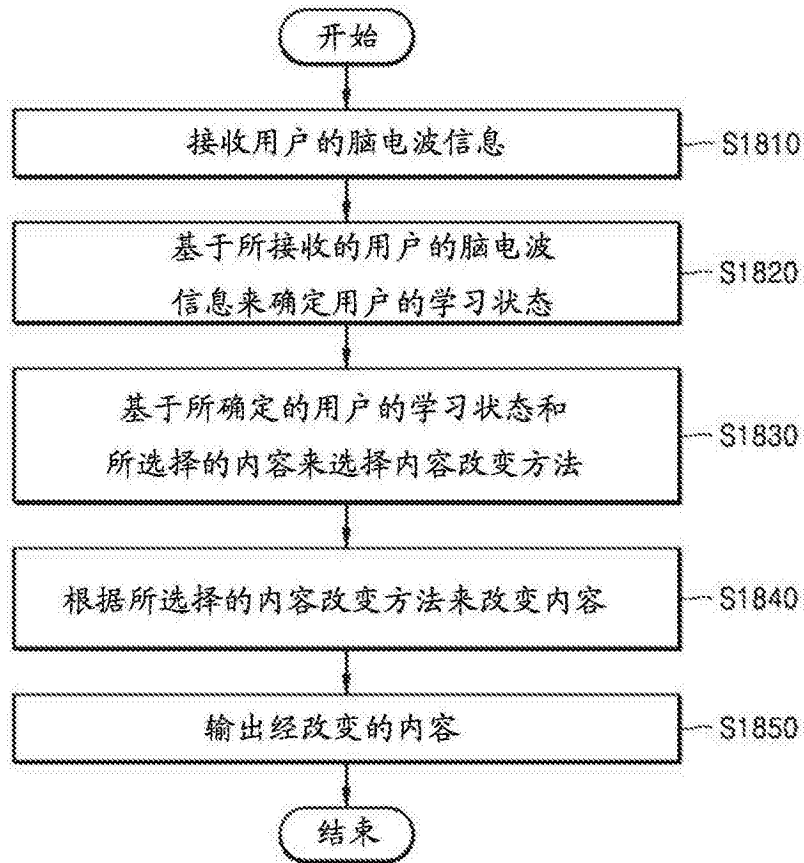 开始
接收用户的脑电波信息
S1810
基于所接收的用户的脑电波
信息来确定用户的学习状态
S1820
基于所确定的用户的学习状态和
所选择的内容来选择内容改变方法
S1830
根据所选择的内容改变方法来改变内容
S1840
输出经改变的内容
S1850
结束